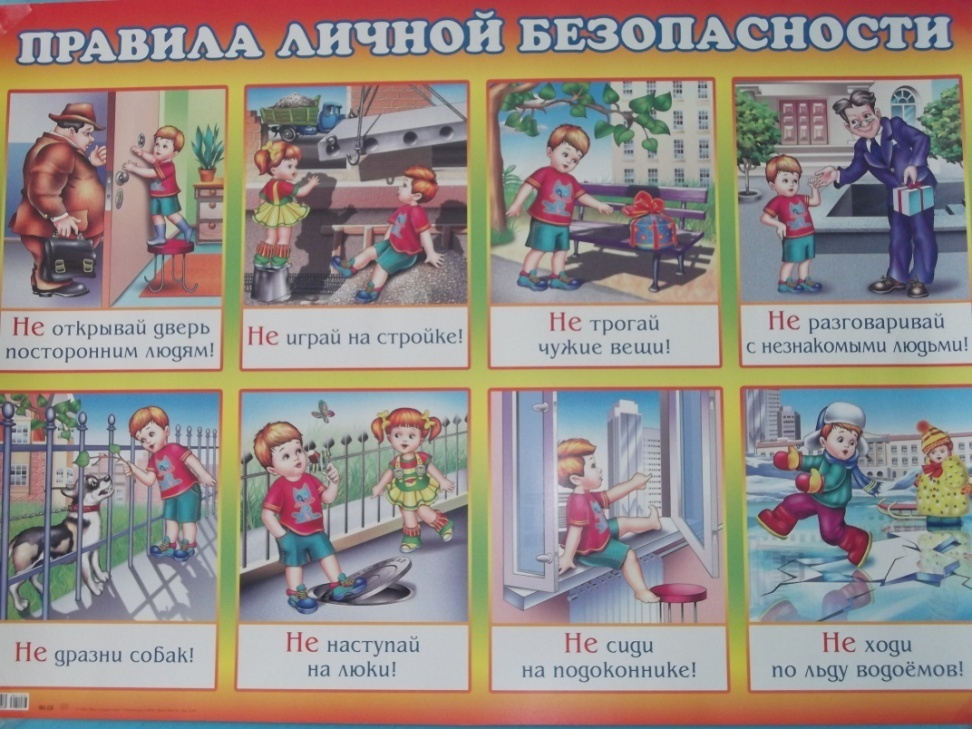 ПРАВИЛА ЛИЧНОЙ БЕЗОПАСНОСТИ
Не открывай дверь
посторонним людям!
Не играй на стройке!
Не трогай
чужие вещи!
Не разговаривай
с незнакомыми людьми!
Не дразни собак!
Не наступай
на люки!
Не сиди
на подоконнике!
Не ходи
по льду водоёмов!